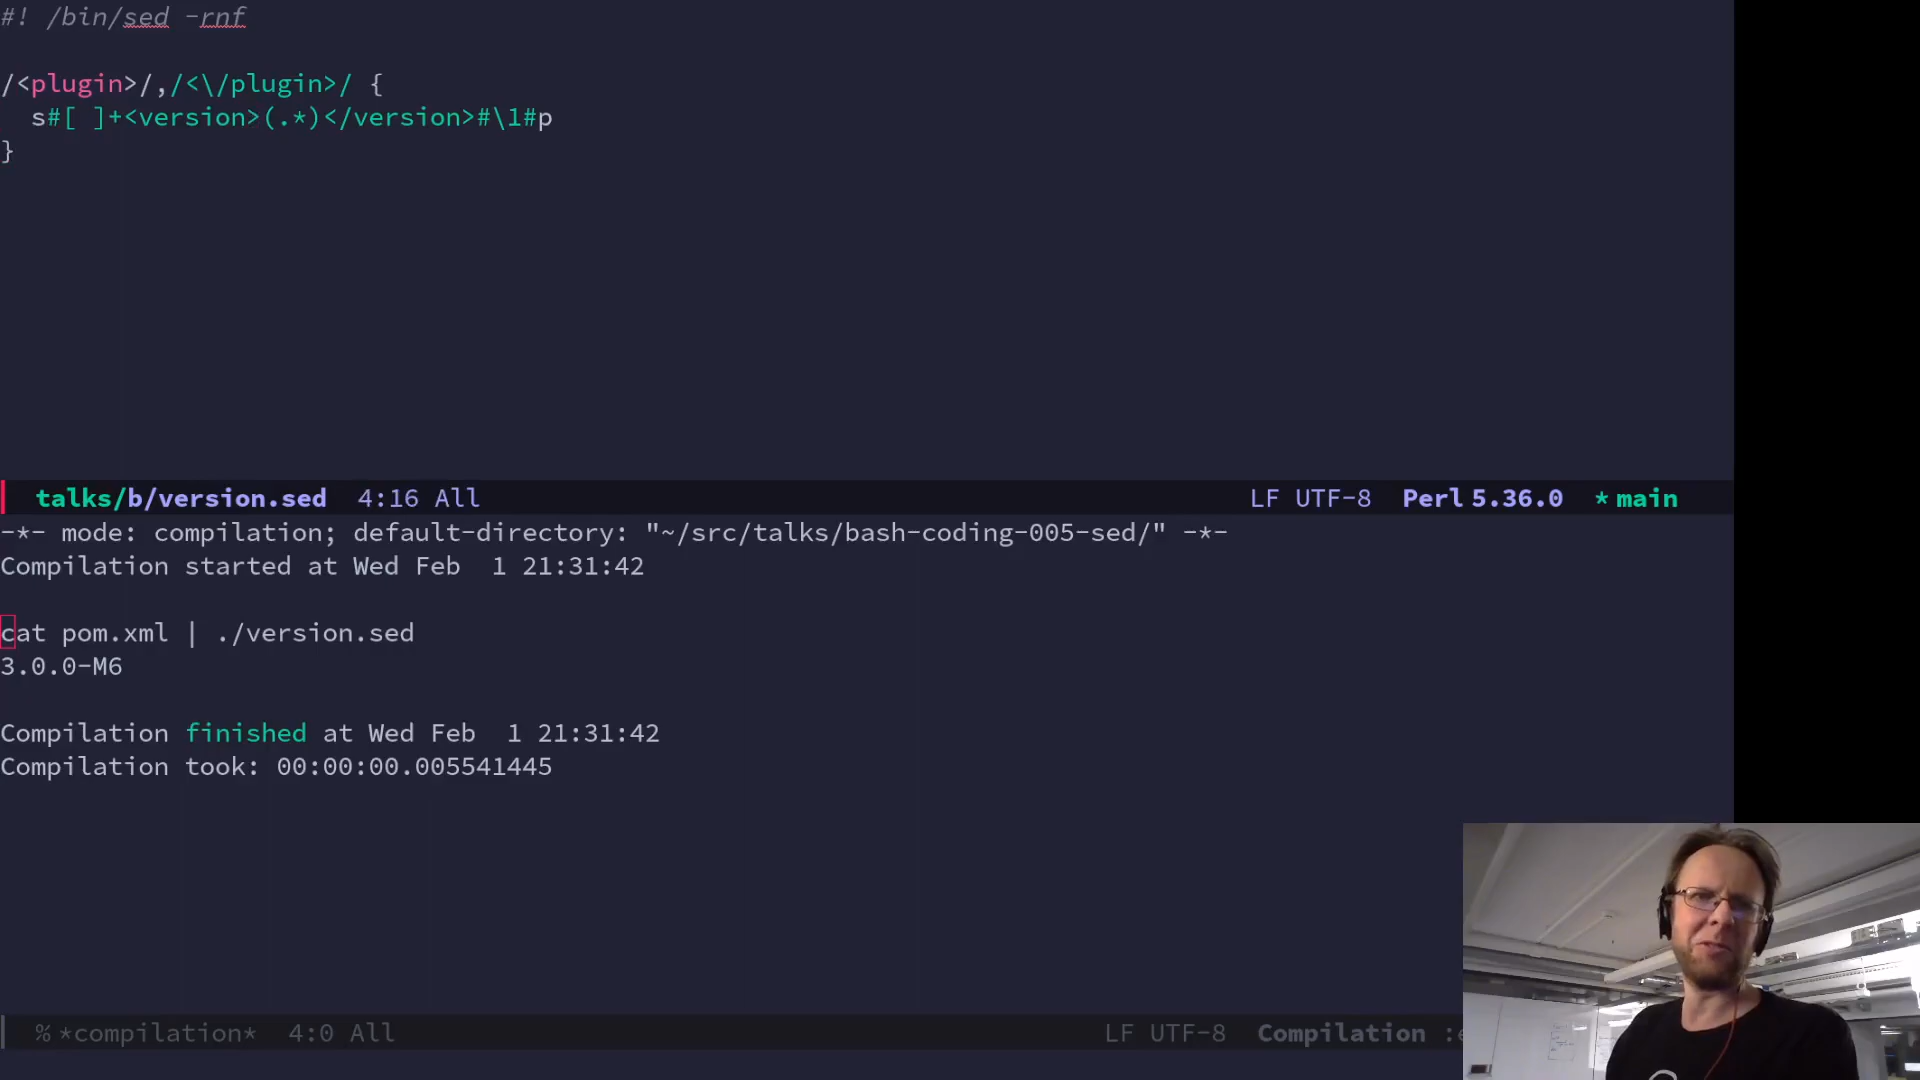 #! /bin/sed -rnf
/<plugin>/,/<\/plugin>/ {
  s#[ ]+<version>(.*)</version>#\1#p
}
talks/b/version.sed  4:16 All  LF UTF-8  Perl 5.36.0  *main
-*- mode: compilation; default-directory: "~/src/talks/bash-coding-005-sed/" -*-
Compilation started at Wed Feb  1 21:31:42
cat pom.xml | ./version.sed
3.0.0-M6
Compilation finished at Wed Feb  1 21:31:42
Compilation took: 00:00:00.005541445
%*compilation*  4:0 All  LF UTF-8  Compilation